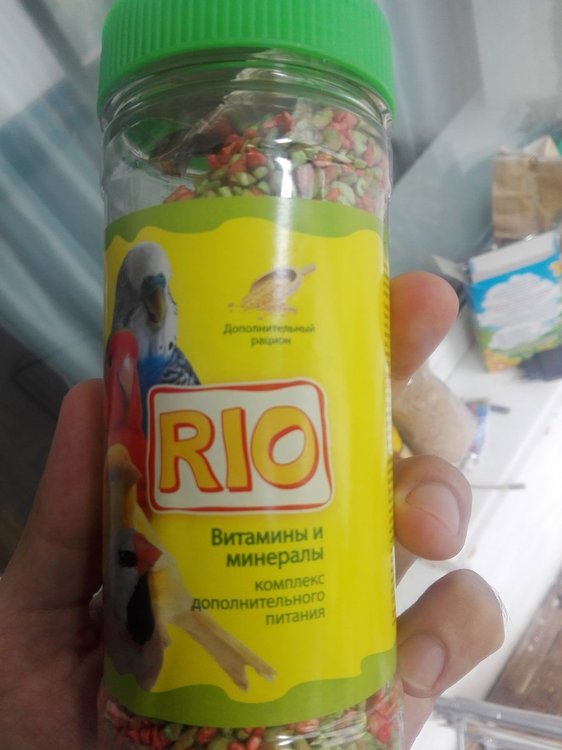 Дополнительный
рацион
RIO
Витамины и
минералы
комплекс
дополнительного
питания